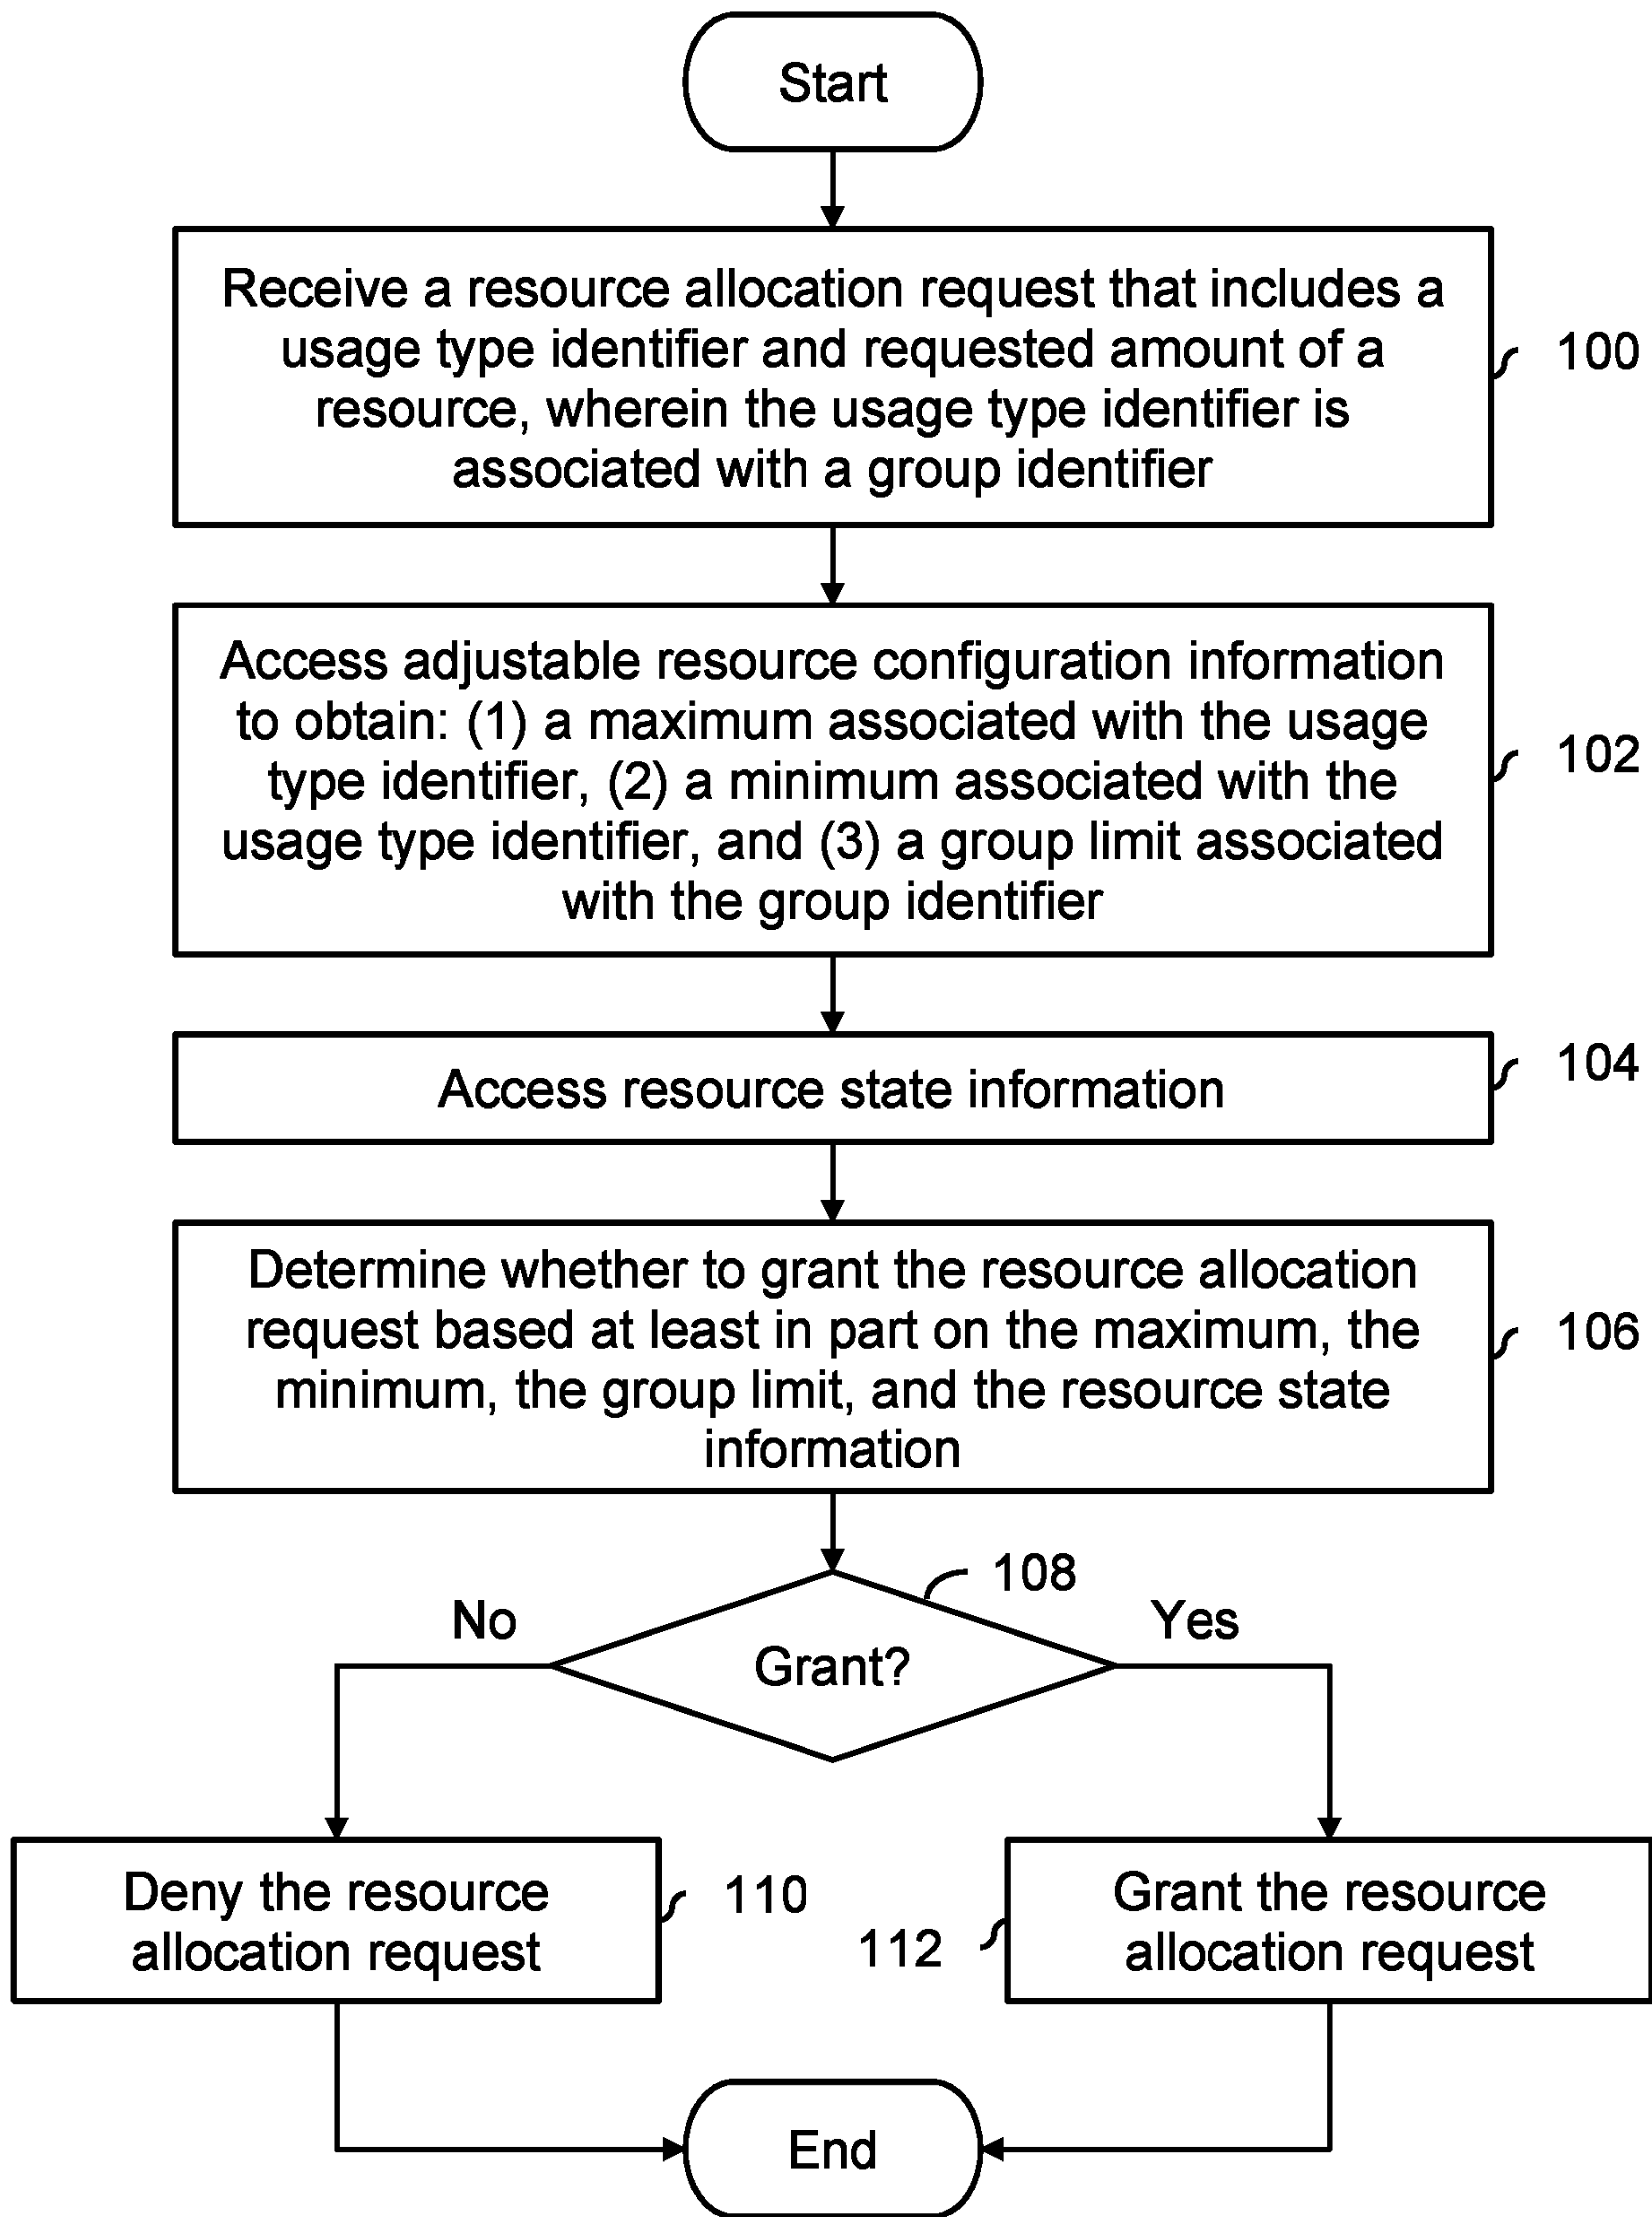 Start
Receive a resource allocation request that includes a
usage type identifier and requested amount of a
resource, wherein the usage type identifier is
associated with a group identifier
100
Access adjustable resource configuration information
to obtain: (1) a maximum associated with the usage
type identifier, (2) a minimum associated with the
usage type identifier, and (3) a group limit associated
with the group identifier
102
Access resource state information
104
Determine whether to grant the resource allocation
request based at least in part on the maximum, the
minimum, the group limit, and the resource state
information
106
108
No
Grant?
Yes
Deny the resource
allocation request
110
112
Grant the resource
allocation request
End